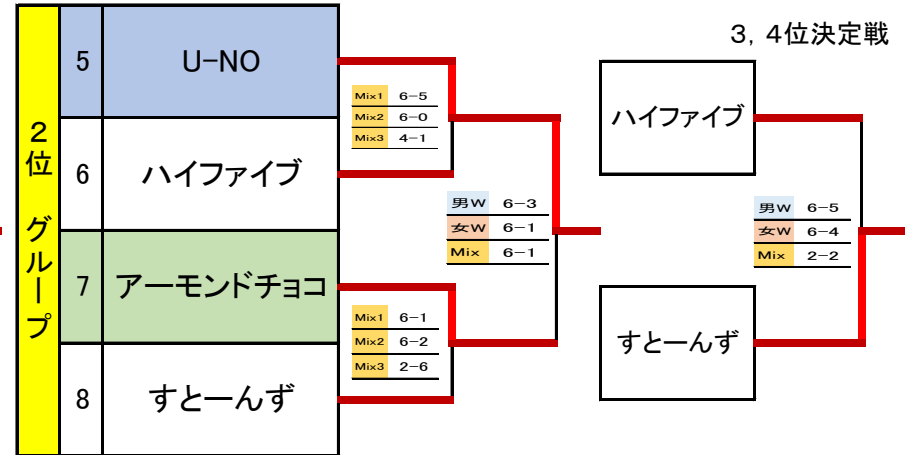 2位 グループ
5 U-NO
6 ハイファイブ
7 アーモンドチョコ
8 すとーんず
Mix1 6-5
Mix2 6-0
Mix3 4-1
Mix1 6-1
Mix2 6-2
Mix3 2-6
男W 6-3
女W 6-1
Mix 6-1
3,4位決定戦
ハイファイブ
すとーんず
男W 6-5
女W 6-4
Mix 2-2